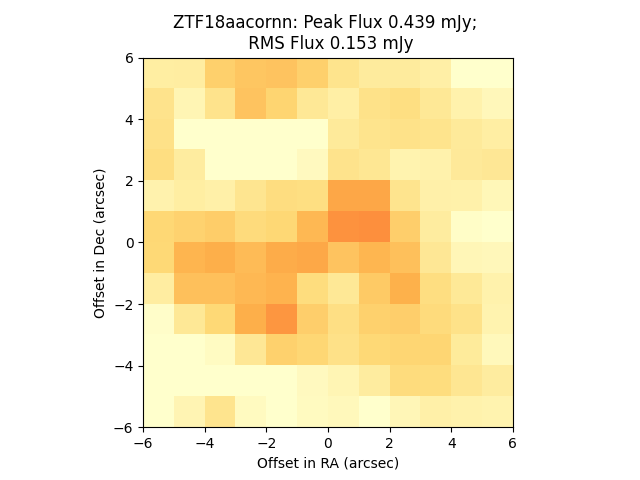 ZTF18aacornn: Peak Flux 0.439 mJy;
RMS Flux 0.153 mJy
6
4
2
0
−2
−4
−6
Offset in Dec (arcsec)
−6 −4 −2 0 2 4 6
Offset in RA (arcsec)